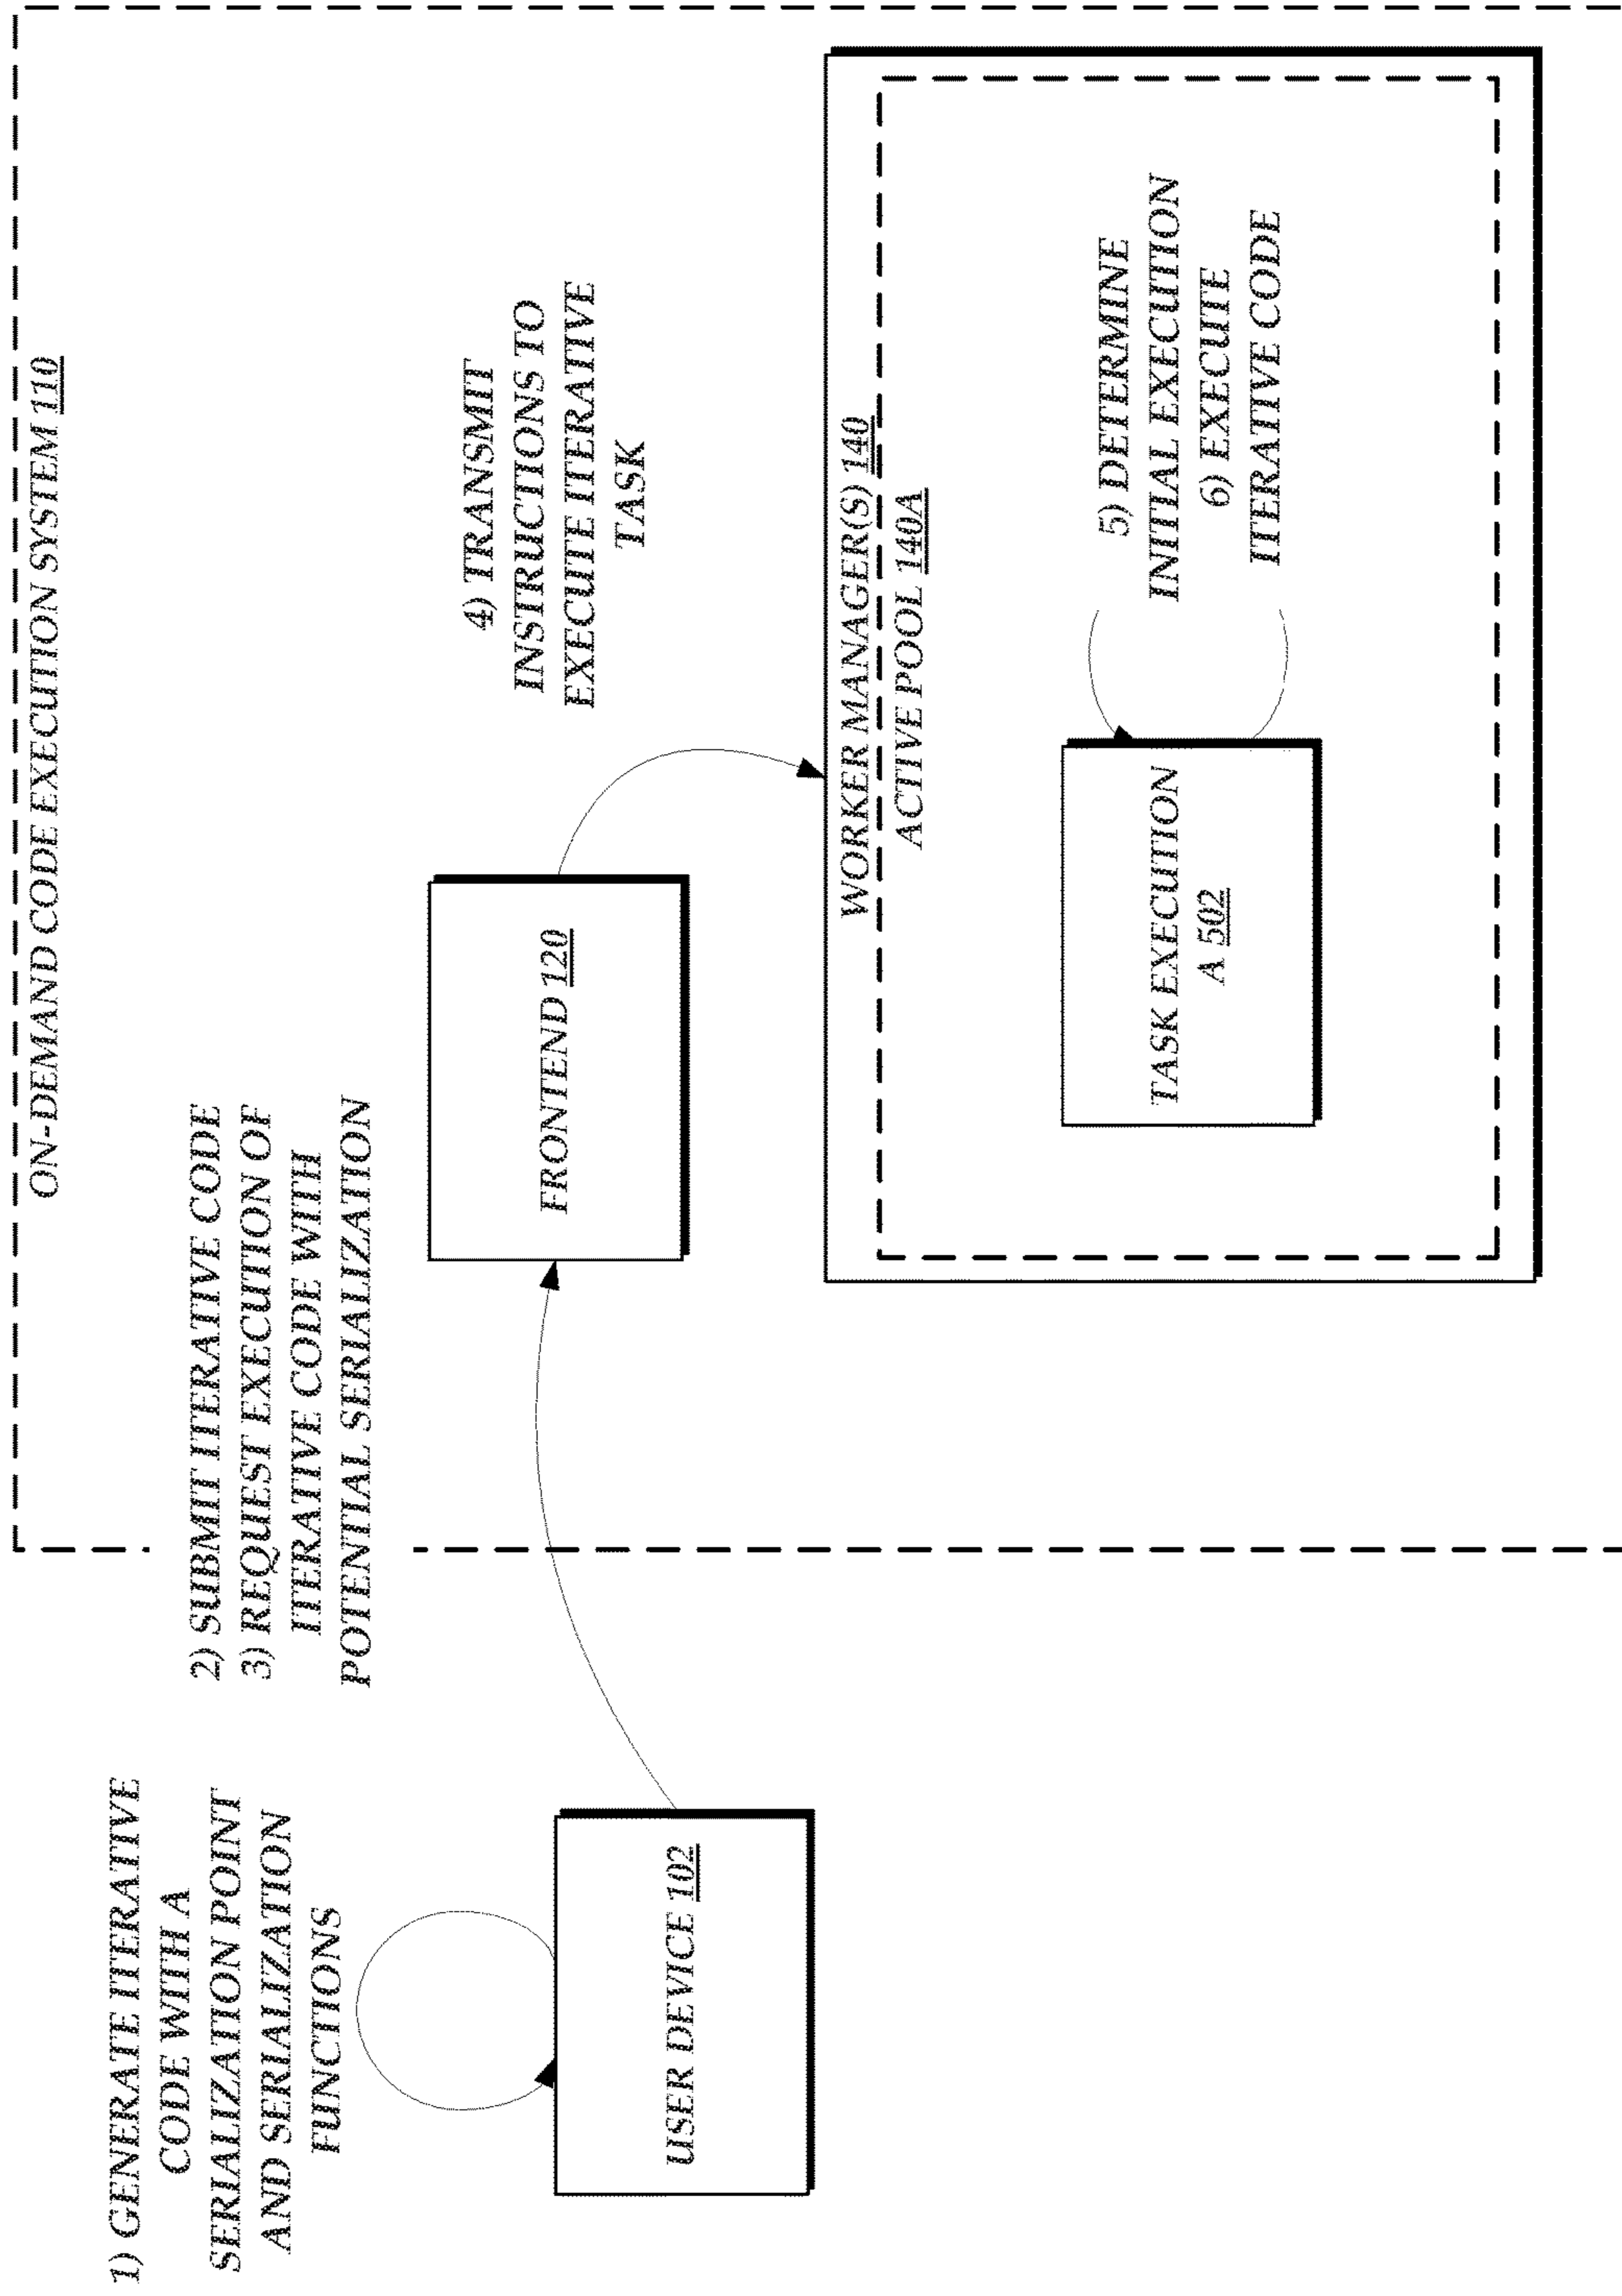 1) GENERATE ITERATIVE
CODE WITH A
SERIALIZATION POINT
AND SERIALIZATION
FUNCTIONS
USER DEVICE 102
2) SUBMIT ITERATIVE CODE
3) REQUEST EXECUTION OF
ITERATIVE CODE WITH
POTENTIAL SERIALIZATION
ON-DEMAND CODE EXECUTION SYSTEM 110
FRONTEND 120
4) TRANSMIT
INSTRUCTIONS TO
EXECUTE ITERATIVE
TASK
WORKER MANAGER(S) 140
ACTIVE POOL 140A
TASK EXECUTION
A 502
5) DETERMINE
INITIAL EXECUTION
6) EXECUTE
ITERATIVE CODE